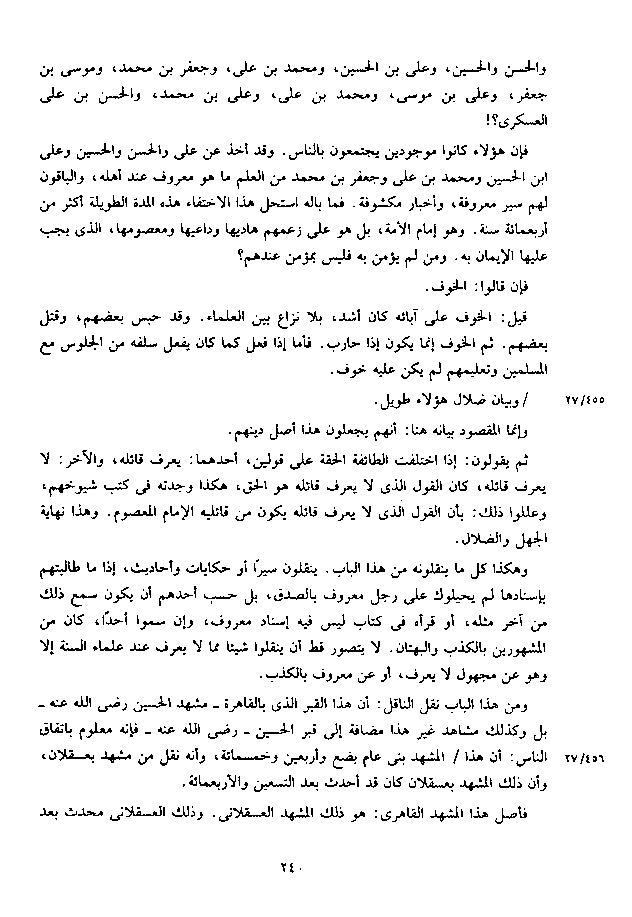 والحسن والحسين، وعلى بن الحسين، ومحمد بن على، وجعفر بن محمد، وموسى بن
جعفر، وعلى بن موسى، ومحمد بن على، وعلى بن محمد، والحسن بن على
العسكرى؟!
فإن هؤلاء كانوا موجودين يجتمعون بالناس. وقد أخذ عن على والحسن والحسين وعلى
ابن الحسين ومحمد بن على وجعفر بن محمد من العلم ما هو معروف عند أهله، والباقون
لهم سير معروفة، وأخبار مكشوفة. فما باله استحل هذا الاختفاء هذه المدة الطويلة أكثر من
أربعمائة سنة. وهو إمام الأمة، بل هو على زعمهم هاديها وداعيها ومعصومها، الذى يجب
عليها الإيمان به. ومن لم يؤمن به فليس بمؤمن عندهم؟
فإن قالوا: الخوف.
قيل: الخوف على آبائه كان أشد، بلا نزاع بين العلماء. وقد حبس بعضهم، وقتل
بعضهم. ثم الخوف إنما يكون إذا حارب. فأما إذا فعل كما كان يفعل سلفه من الجلوس مع
المسلمين وتعليمهم لم يكن عليه خوف.
٢٧/٤٥٥ / وبيان ضلال هؤلاء طويل.
وإنما المقصود بيانه هنا: أنهم يجعلون هذا أصل دينهم.
ثم يقولون: إذا اختلفت الطائفة الحقة على قولين، أحدهما: يعرف قائله، والآخر: لا
يعرف قائله، كان القول الذى لا يعرف قائله هو الحق، هكذا وجدته فى كتب شيوخهم،
وعللوا ذلك: بأن القول الذى لا يعرف قائله يكون من قائليه الإمام المعصوم. وهذا نهاية
الجهل والضلال.
وهكذا كل ما ينقلونه من هذا الباب. ينقلون سيرًا أو حكايات وأحاديث، إذا ما طالبتهم
بإسنادها لم يحيلوك على رجل معروف بالصدق، بل حسب أحدهم أن يكون سمع ذلك
من آخر مثله، أو قرأه فى كتاب ليس فيه إسناد معروف، وإن سموا أحدًا، كان من
المشهورين بالكذب والبهتان. لا يتصور قط أن ينقلوا شيئا مما لا يعرف عند علماء السنة إلا
وهو عن مجهول لا يعرف، أو عن معروف بالكذب.
ومن هذا الباب نقل الناقل: أن هذا القبر الذى بالقاهرة ـ مشهد الحسين رضى الله عنه ـ
بل وكذلك مشاهد غير هذا مضافة إلى قبر الحسين ـ رضى الله عنه ـ فإنه معلوم باتفاق
٢٧/٤٥٦ الناس: أن هذا / المشهد بنى عام بضع وأربعين وخمسمائة، وأنه نقل من مشهد بعسقلان،
وأن ذلك المشهد بعسقلان كان قد أحدث بعد التسعين والأربعمائة.
فأصل هذا المشهد القاهرى: هو ذلك المشهد العسقلانى. وذلك العسقلانى محدث بعد
٢٤٠